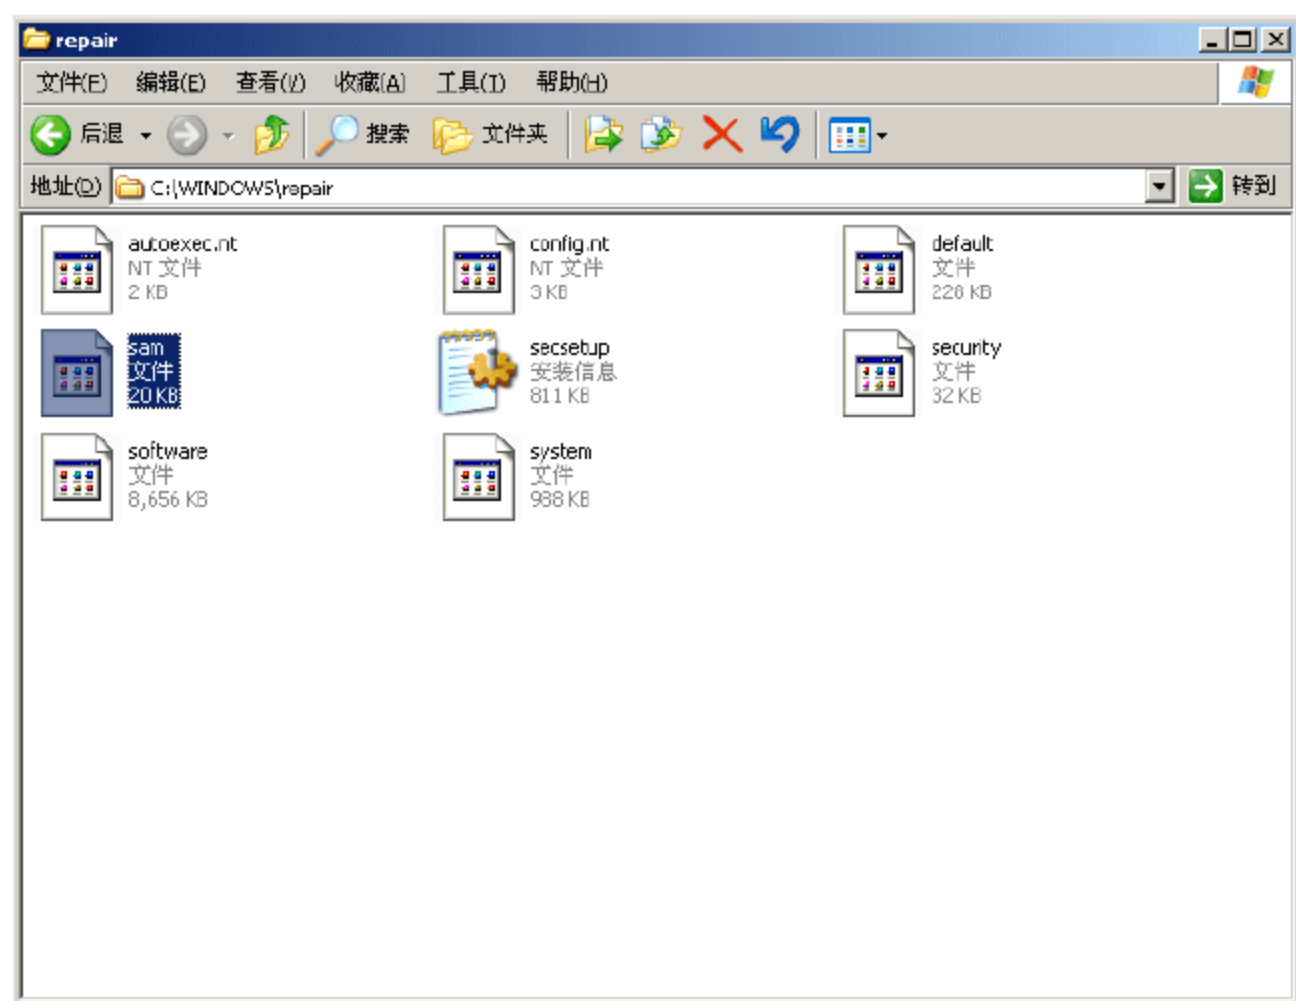 repair
文件(F) 编辑(E) 查看(V) 收藏(A) 工具(T) 帮助(H)
后退 搜索 文件夹
地址(D) C:\WINDOWS\repair 转到
autoexec.nt
NT 文件
2 KB
config.nt
NT 文件
3 KB
default
文件
228 KB
sam
文件
20 KB
secsetup
安装信息
811 KB
security
文件
32 KB
software
文件
8,656 KB
system
文件
988 KB